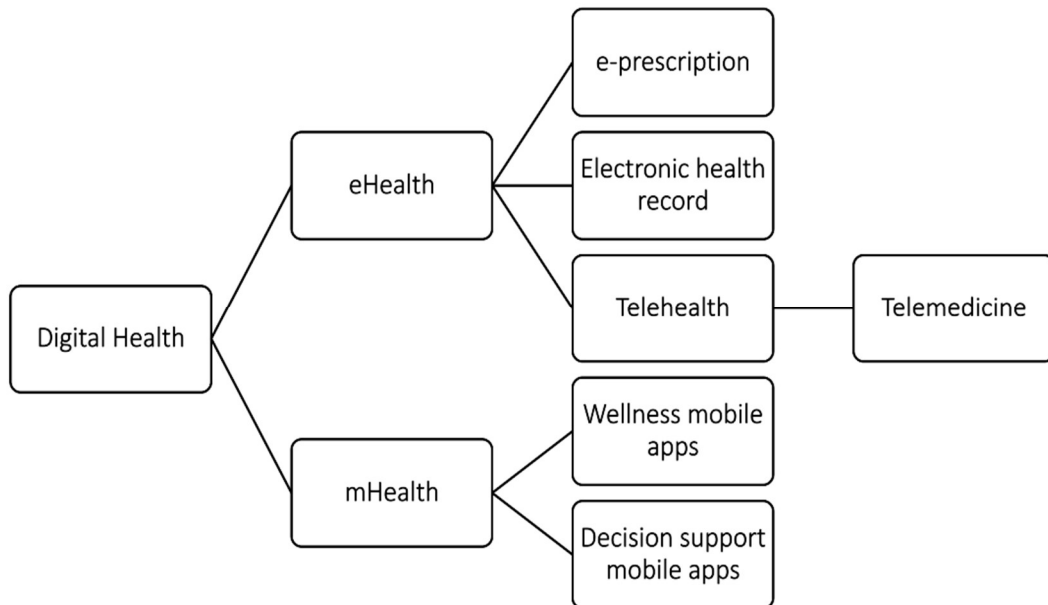 e-prescription
Electronic health
record
eHealth
Telehealth
Telemedicine
Digital Health
Wellness mobile
apps
mHealth
Decision support
mobile apps